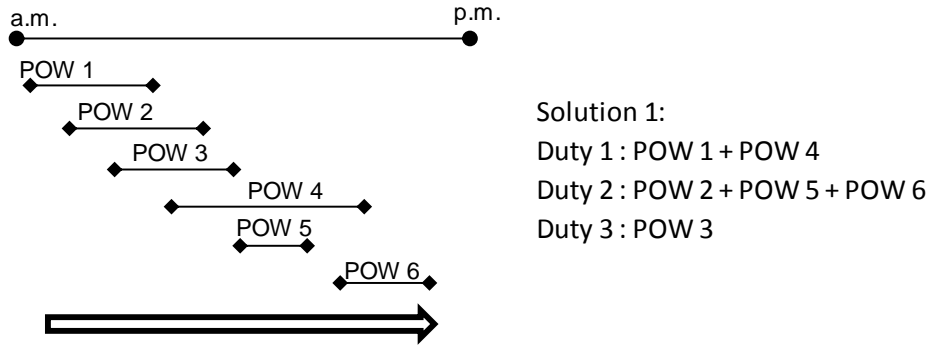 a.m.
p.m.
POW 1
POW 2
POW 3
POW 4
POW 5
POW 6
Solution 1:
Duty 1 : POW 1 + POW 4
Duty 2 : POW 2 + POW 5 + POW 6
Duty 3 : POW 3